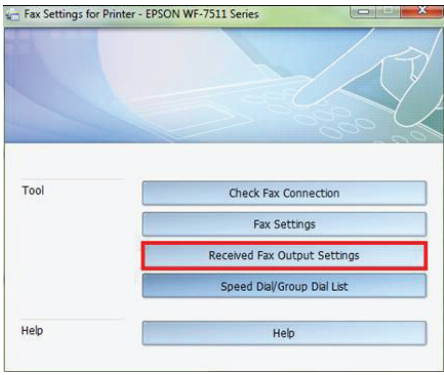 Fax Settings for Printer - EPSON WF-7511 Series
Tool
Check Fax Connection
Fax Settings
Received Fax Output Settings
Speed Dial/Group Dial List
Help
Help